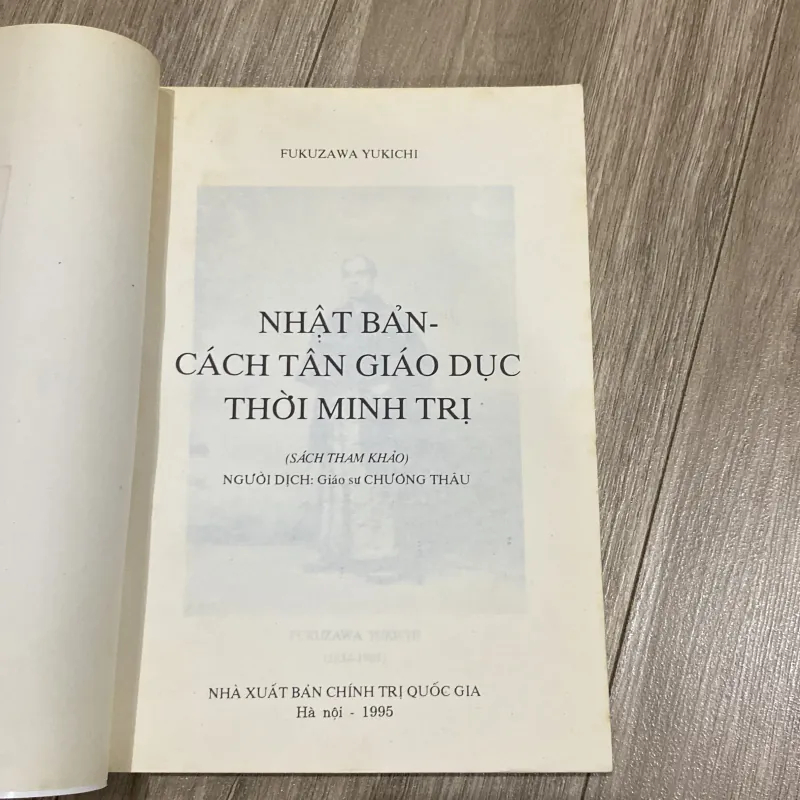 FUKUZAWA YUKICHI
NHẬT BẢN-
CÁCH TÂN GIÁO DỤC
THỜI MINH TRỊ
(SÁCH THAM KHẢO)
NGƯỜI DỊCH: Giáo sư CHƯƠNG THÂU
NHÀ XUẤT BẢN CHÍNH TRỊ QUỐC GIA
Hà nội - 1995